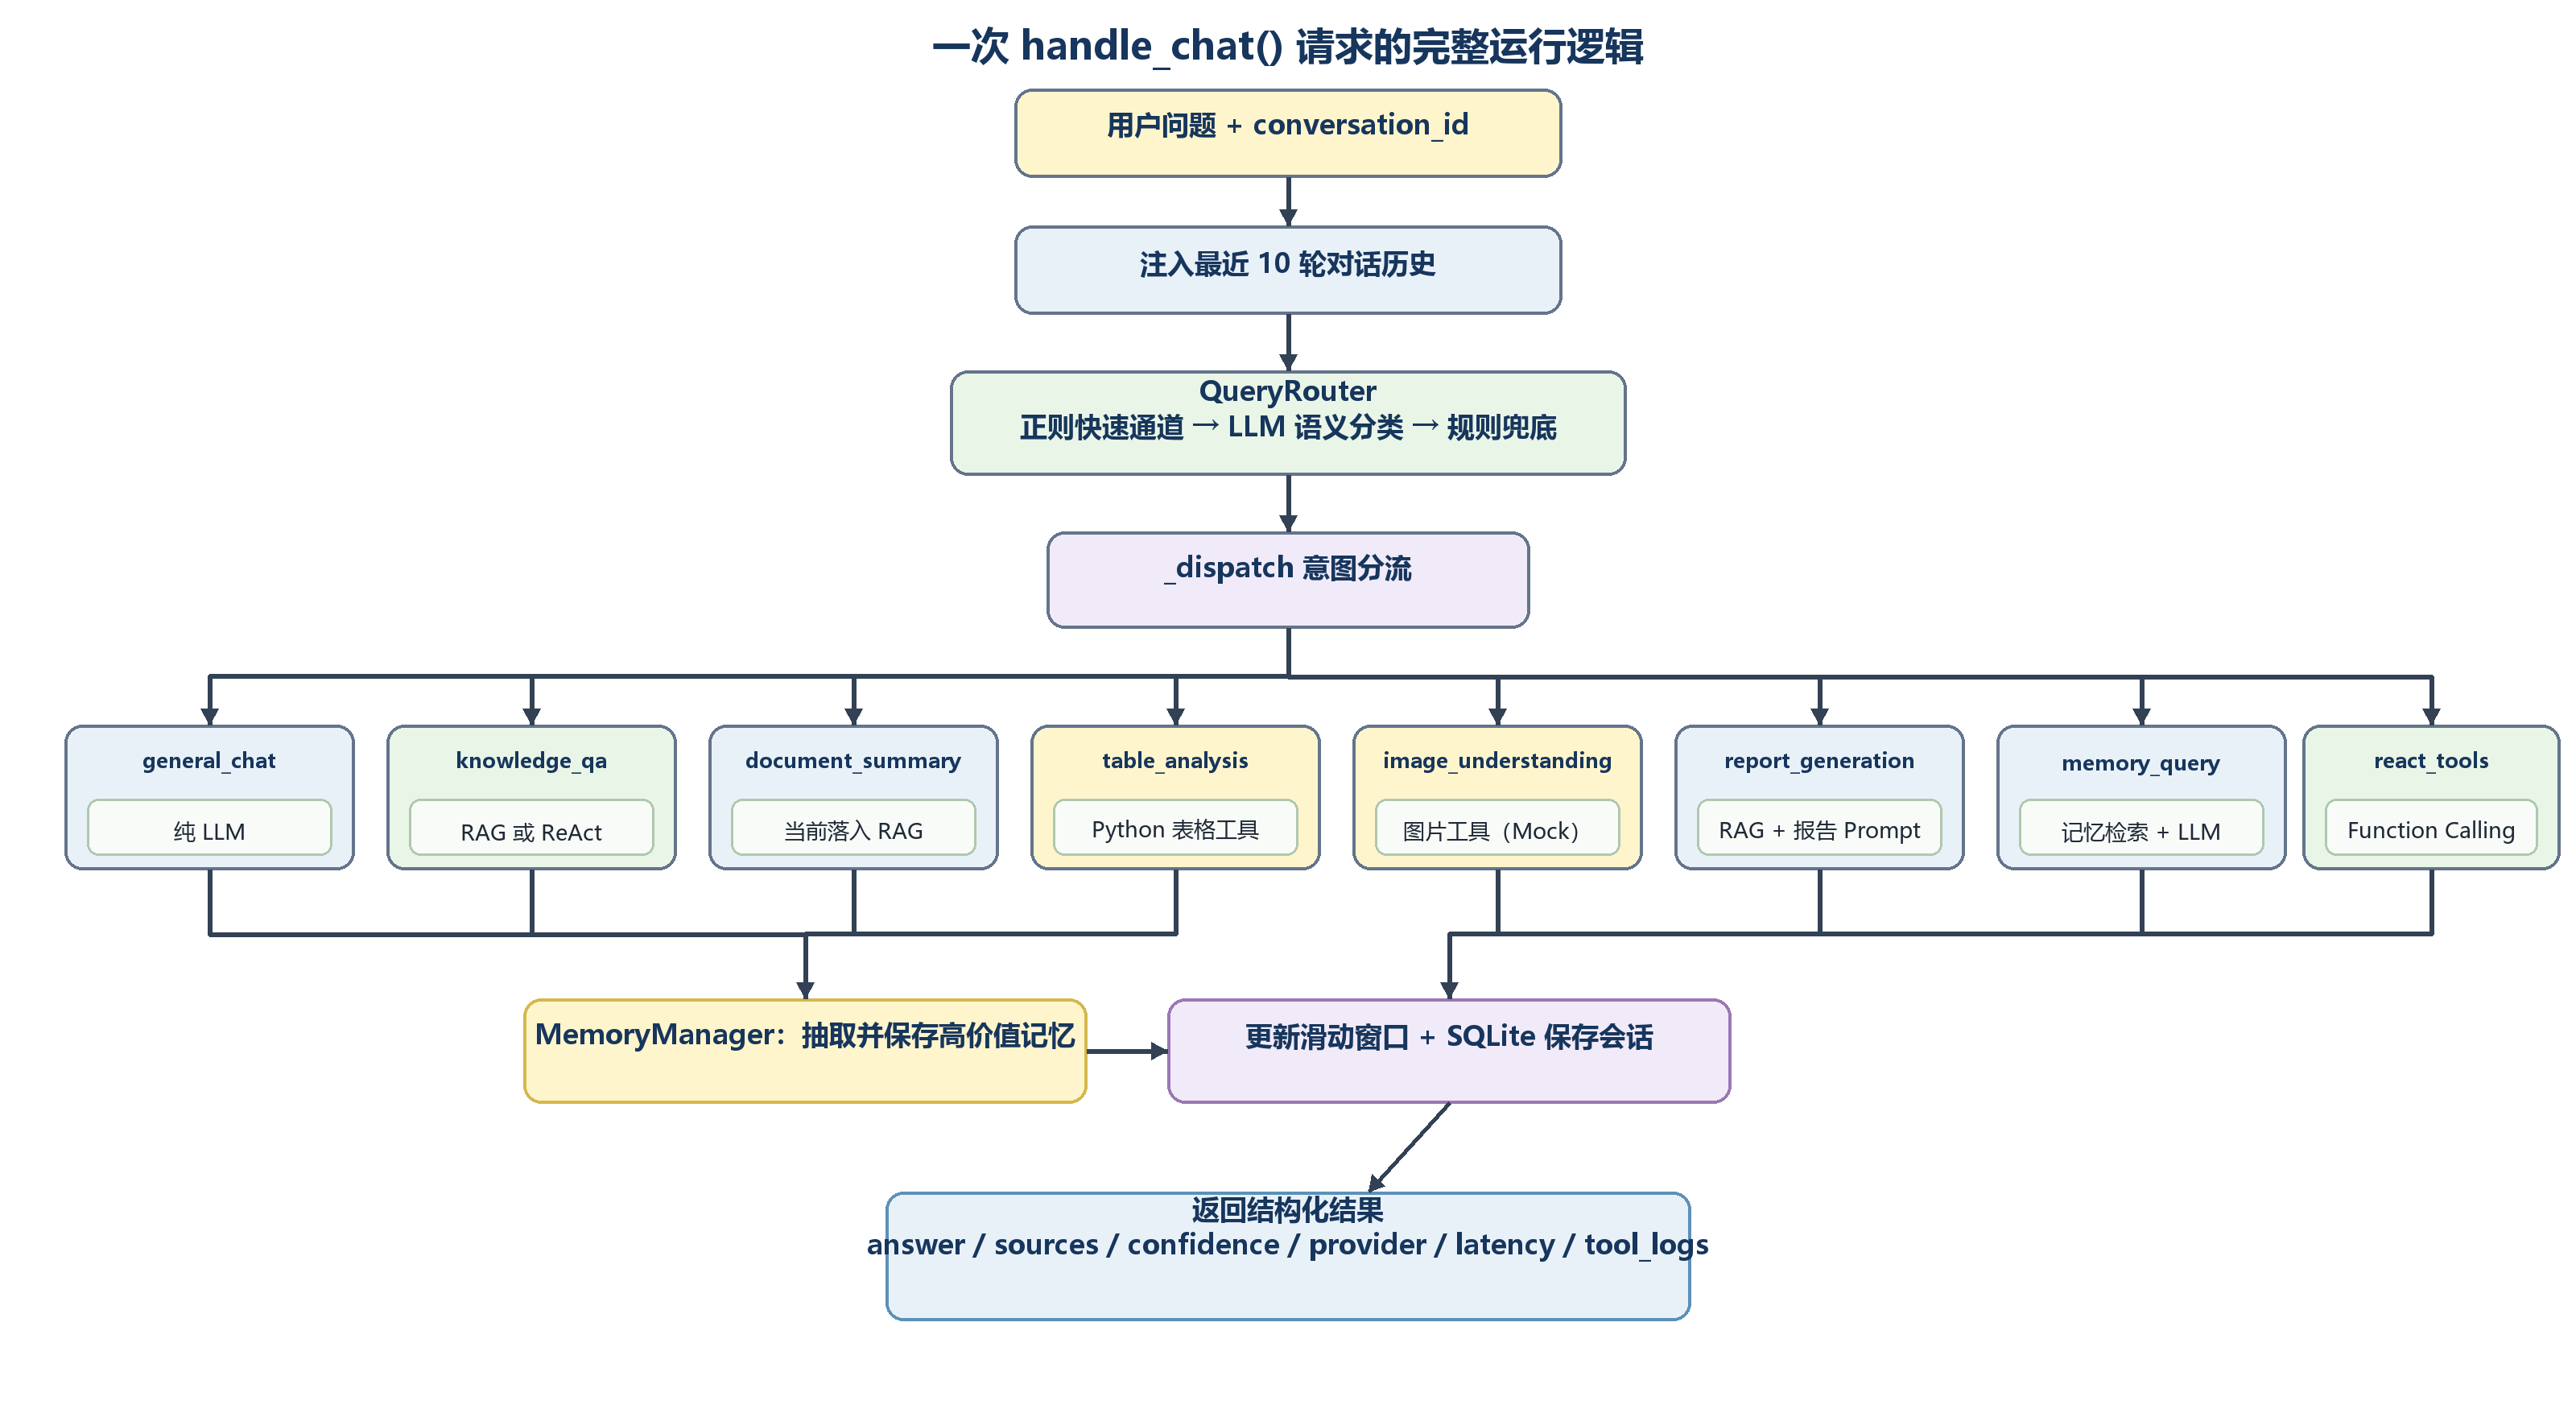 一次 handle_chat() 请求的完整运行逻辑
用户问题 + conversation_id
注入最近 10 轮对话历史
QueryRouter
正则快速通道 → LLM 语义分类 → 规则兜底
_dispatch 意图分流
general_chat
纯 LLM
knowledge_qa
RAG 或 ReAct
document_summary
当前落入 RAG
table_analysis
Python 表格工具
image_understanding
图片工具（Mock）
report_generation
RAG + 报告 Prompt
memory_query
记忆检索 + LLM
react_tools
Function Calling
MemoryManager：抽取并保存高价值记忆
更新滑动窗口 + SQLite 保存会话
返回结构化结果
answer / sources / confidence / provider / latency / tool_logs